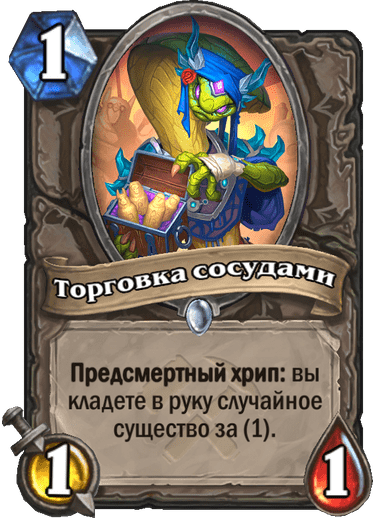 1
Торговка сосудами
Предсмертный хрип: вы
кладете в руку случайное
существо за (1).
1
1